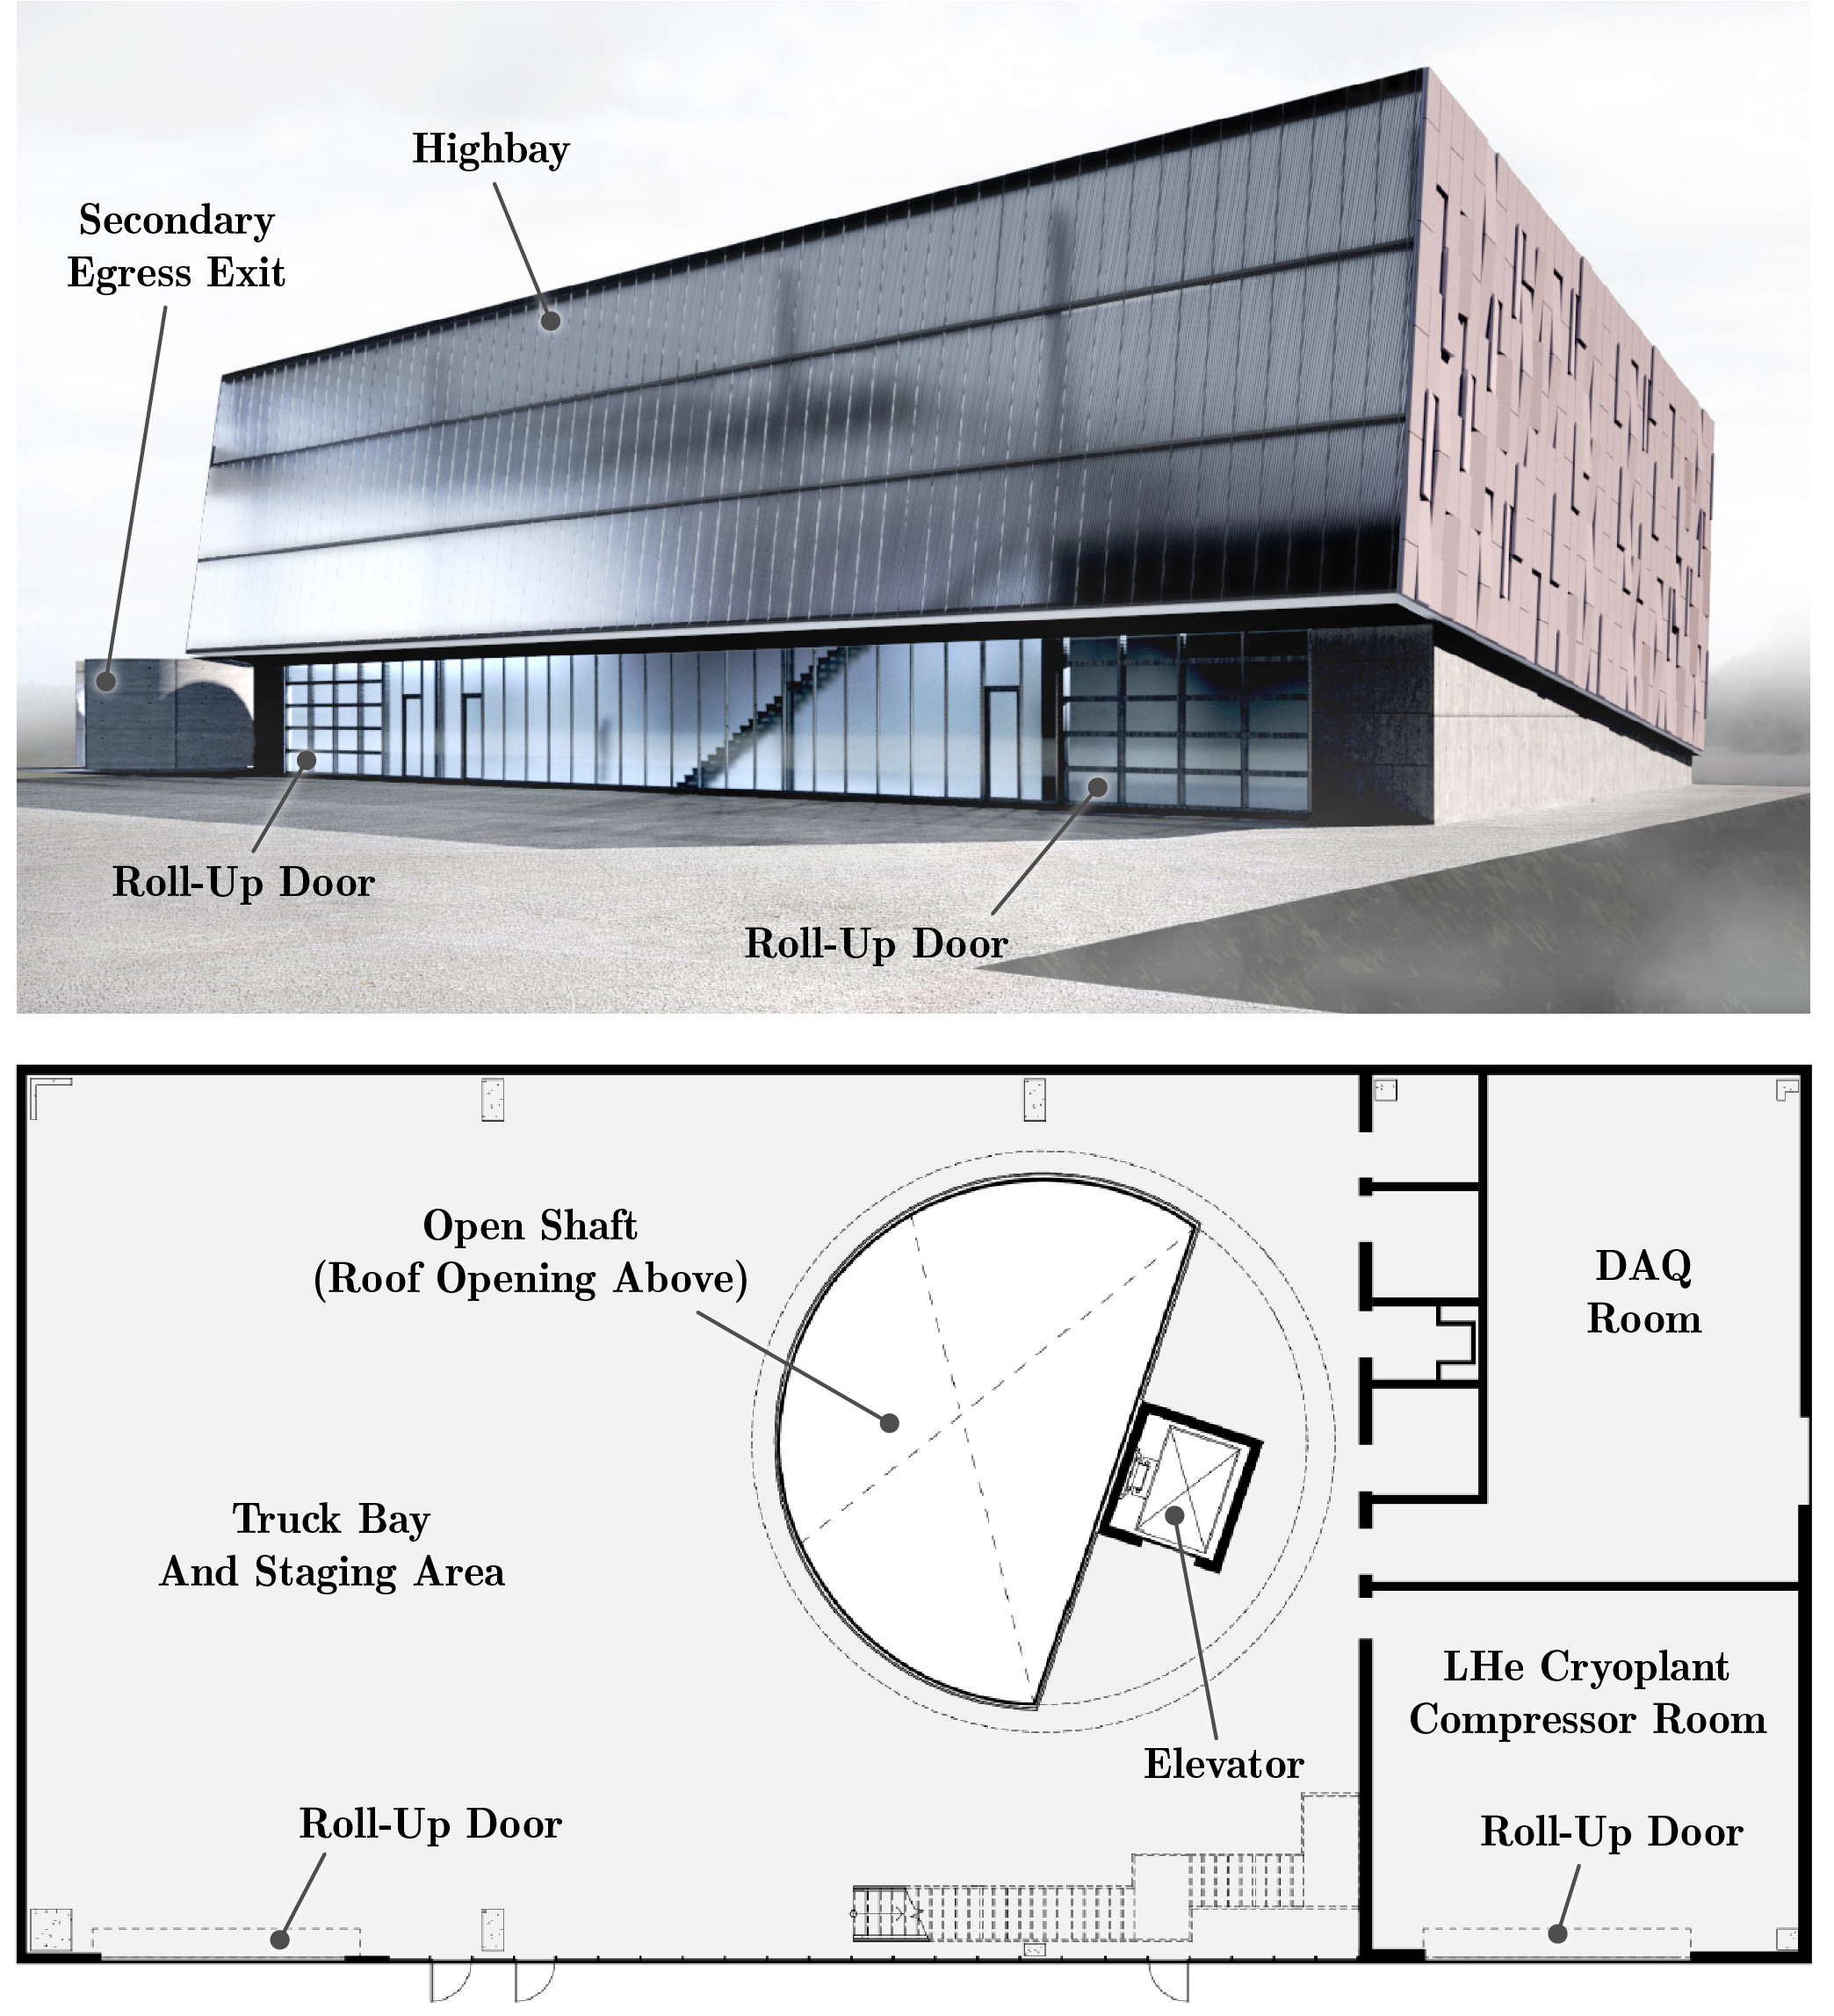 Highbay
Secondary
Egress Exit
Roll-Up Door
Roll-Up Door
Open Shaft
(Roof Opening Above)
DAQ
Room
Truck Bay
And Staging Area
LHe Cryoplant
Compressor Room
Elevator
Roll-Up Door
Roll-Up Door